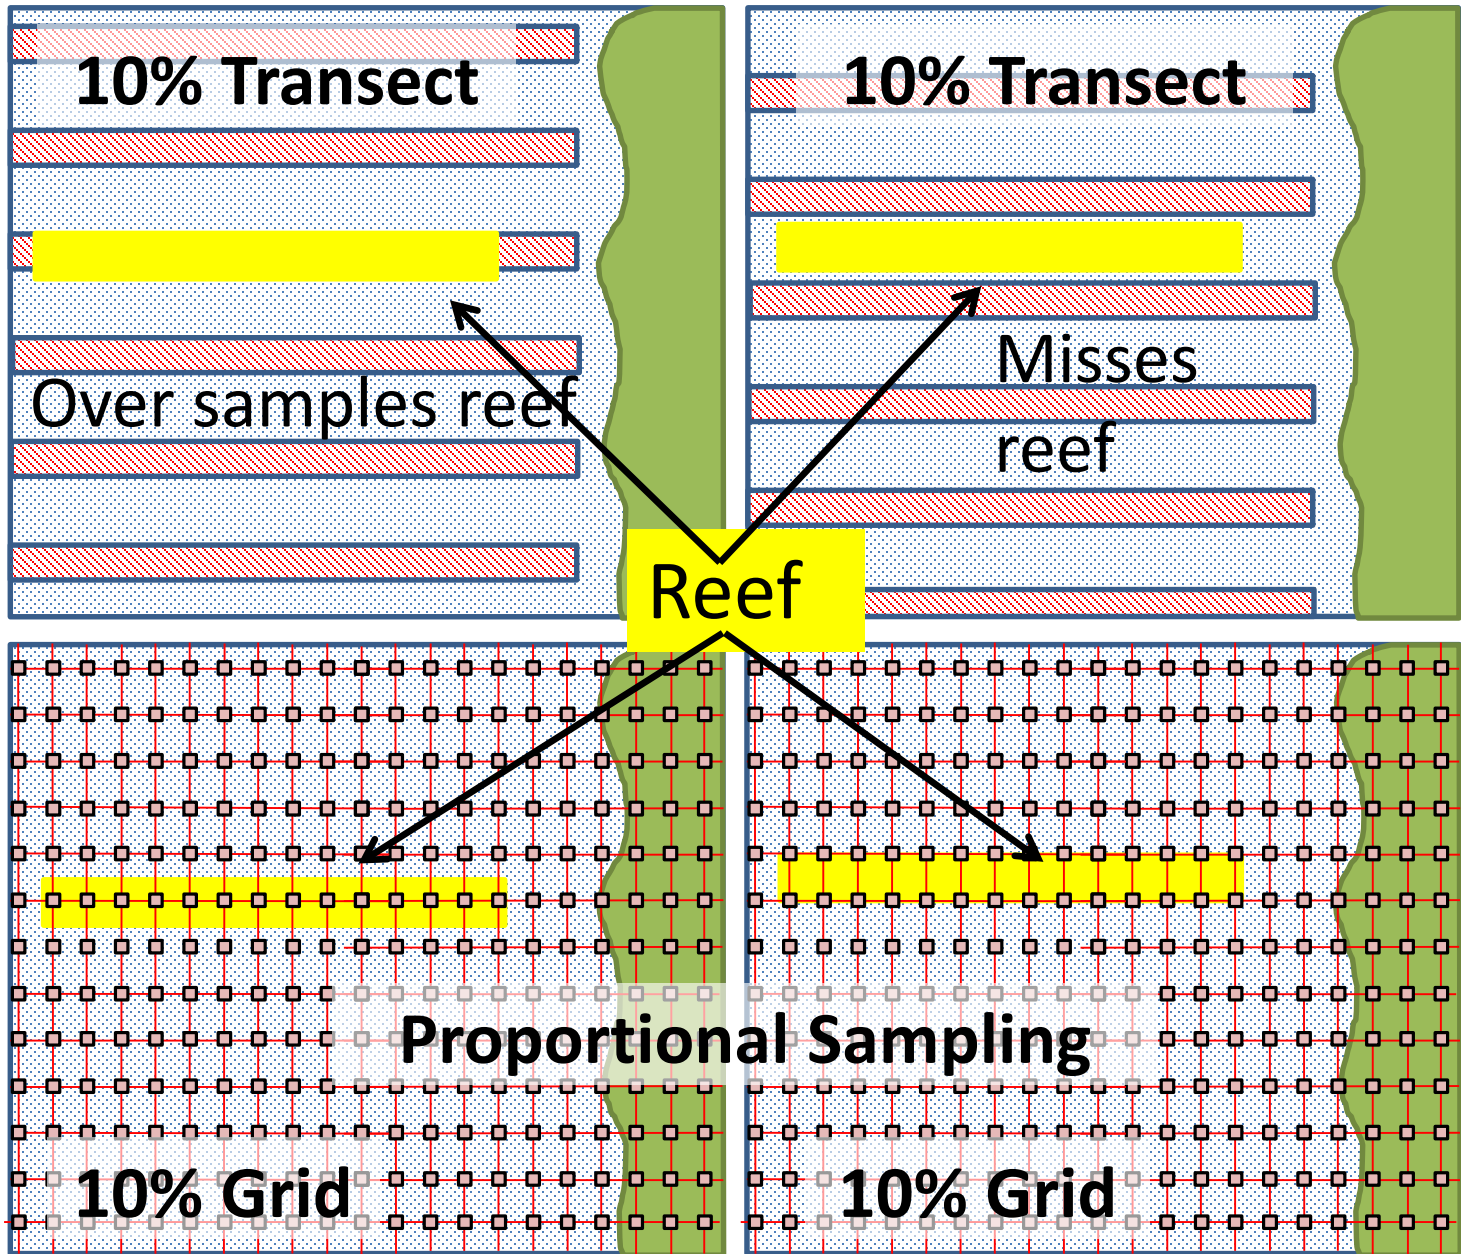 10% Transect
10% Transect
Over samples reef
Misses
reef
Reef
Proportional Sampling
10% Grid
10% Grid